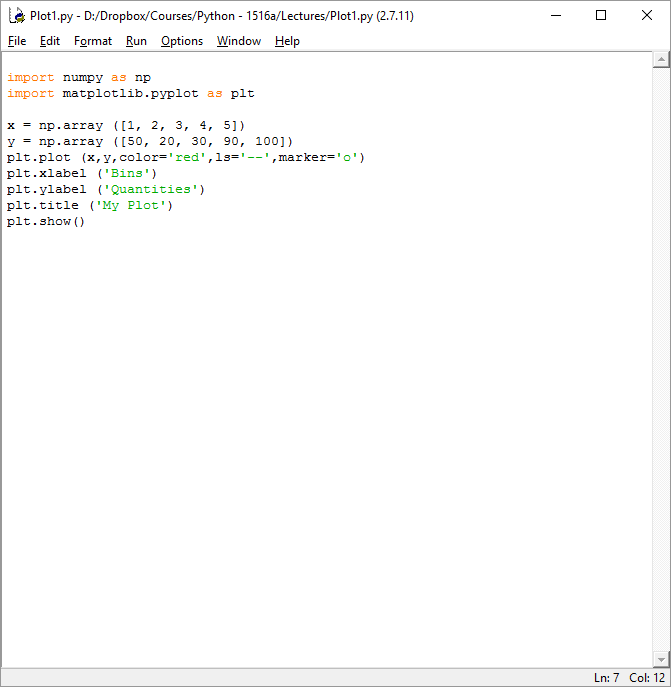 Plot1.py - D:/Dropbox/Courses/Python - 1516a/Lectures/Plot1.py (2.7.11)
File Edit Format Run Options Window Help
import numpy as np
import matplotlib.pyplot as plt
x = np.array ([1, 2, 3, 4, 5])
y = np.array ([50, 20, 30, 90, 100])
plt.plot (x,y,color='red',ls='--',marker='o')
plt.xlabel ('Bins')
plt.ylabel ('Quantities')
plt.title ('My Plot')
plt.show()
Ln: 7 Col: 12